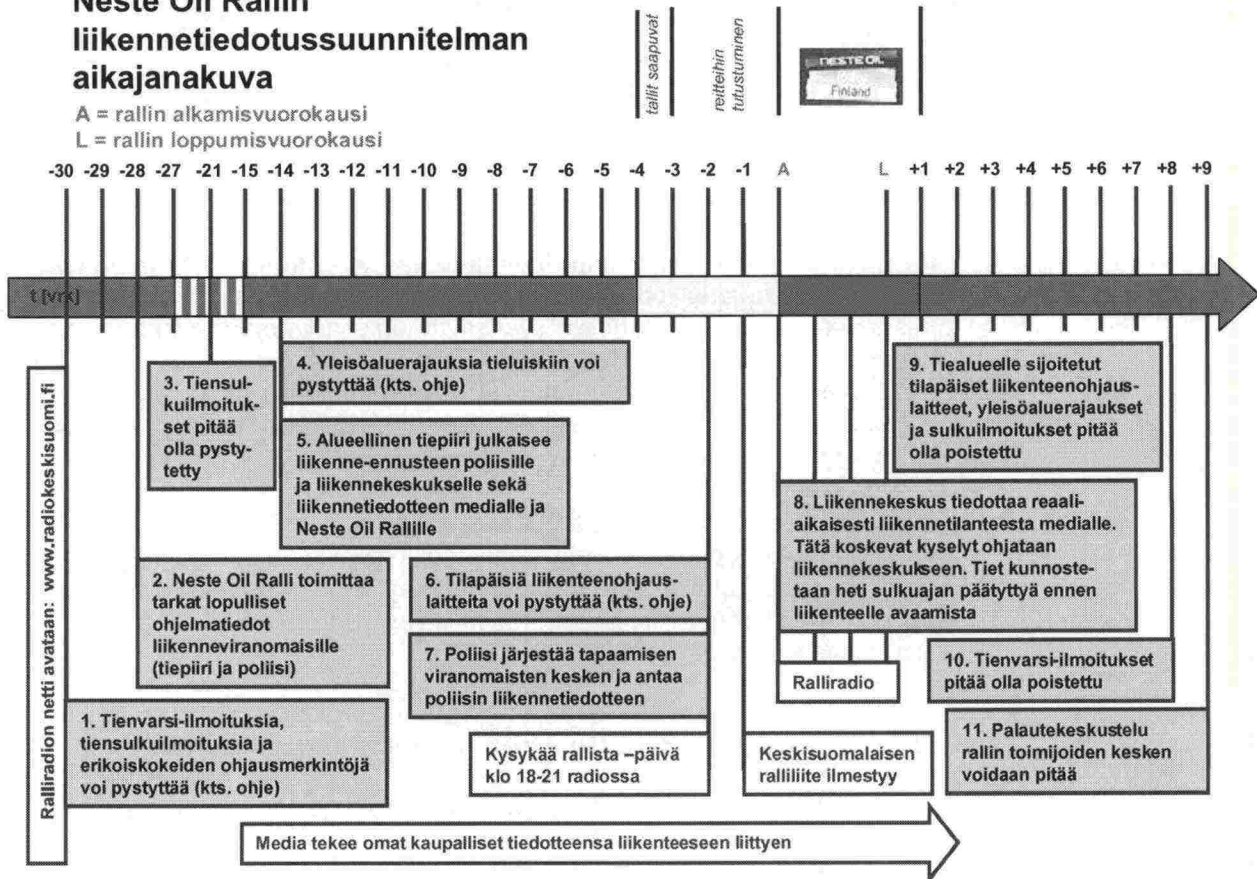 Neste Oil Rallin
liikennetiedotussuunnitelman
aikajanakuva
A = rallin alkamisvuorokausi
L = rallin loppumisvuorokausi
tallit saapuvat
reitteihin
tutustuminen
NESTE OIL
Finland
-30 -29 -28 -27 -21 -15 -14 -13 -12 -11 -10 -9 -8 -7 -6 -5 -4 -3 -2 -1 A L +1 +2 +3 +4 +5 +6 +7 +8 +9
t [vrk]
Ralliradion netti avataan: www.radiokeskisuomi.fi
3. Tiensul-
kuilmoituk-
set pitää
olla pysty-
tetty
4. Yleisöaluerajauksia tieluiskiin voi
pystyttää (kts. ohje)
5. Alueellinen tiepiiri julkaisee
liikenne-ennusteen poliisille
ja liikennekeskukselle sekä
liikennetiedotteen medialle ja
Neste Oil Rallille
9. Tiealueelle sijoitetut
tilapäiset liikenteenohjaus-
laitteet, yleisöaluerajaukset
ja sulkuilmoitukset pitää
olla poistettu
8. Liikennekeskus tiedottaa reaali-
aikaisesti liikennetilanteesta medialle.
Tätä koskevat kyselyt ohjataan
liikennekeskukseen. Tiet kunnoste-
taan heti sulkuajan päätyttyä ennen
liikenteelle avaamista
2. Neste Oil Ralli toimittaa
tarkat lopulliset
ohjelmatiedot
liikenneviranomaisille
(tiepiiri ja poliisi)
6. Tilapäisiä liikenteenohjaus-
laitteita voi pystyttää (kts. ohje)
7. Poliisi järjestää tapaamisen
viranomaisten kesken ja antaa
poliisin liikennetiedotteen
Ralliradio
10. Tienvarsi-ilmoitukset
pitää olla poistettu
1. Tienvarsi-ilmoituksia,
tiensulkuilmoituksia ja
erikoiskokeiden ohjausmerkintöjä
voi pystyttää (kts. ohje)
Kysykää rallista –päivä
klo 18-21 radiossa
Keskisuomalaisen
ralliliite ilmestyy
11. Palautekeskustelu
rallin toimijoiden kesken
voidaan pitää
Media tekee omat kaupalliset tiedotteensa liikenteeseen liittyen